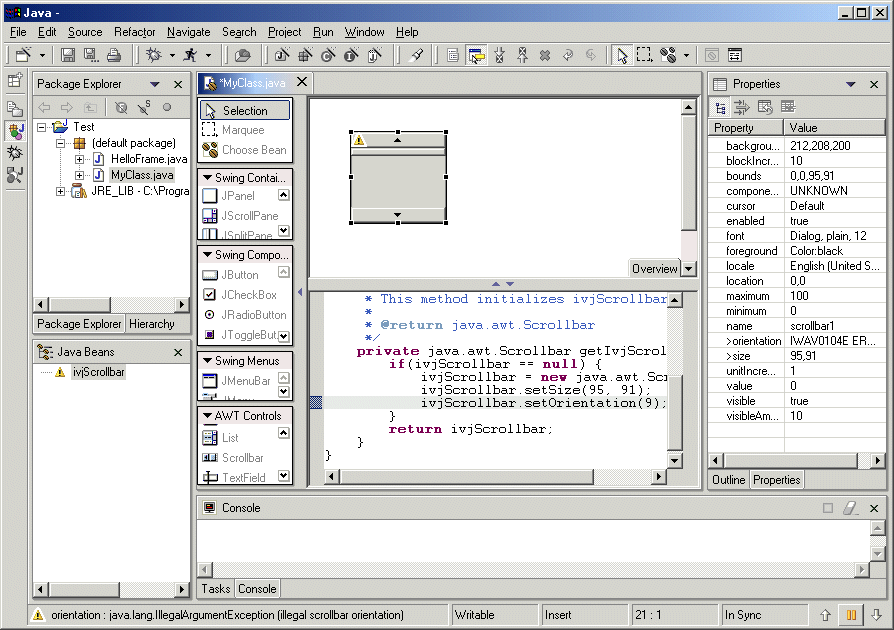 Java -
File Edit Source Refactor Navigate Search Project Run Window Help
Package Explorer
Test
(default package)
HelloFrame.java
MyClass.java
JRE_LIB - C:\Progra
Package Explorer Hierarchy
Java Beans
ivjScrollbar
*MyClass.java
Selection
Marquee
Choose Bean
Swing Contai...
JPanel
JScrollPane
JSplitPane
Swing Compo...
JButton
JCheckBox
JRadioButton
JToggleBut
Swing Menus
JMenuBar
JMenu
AWT Controls
List
Scrollbar
TextField
Overview
* This method initializes ivjScrollbar
*
* @return java.awt.Scrollbar
*/
private java.awt.Scrollbar getIvjScrol
if(ivjScrollbar == null) {
ivjScrollbar = new java.awt.Scr
ivjScrollbar.setSize(95, 91);
ivjScrollbar.setOrientation(9);
}
return ivjScrollbar;
}
}
Properties
Property Value
backgrou... 212,208,200
blockIncr... 10
bounds 0,0,95,91
compone... UNKNOWN
cursor Default
enabled true
font Dialog, plain, 12
foreground Color:black
locale English (United S...
location 0,0
maximum 100
minimum 0
name scrollbar1
>orientation IWAV0104E ER...
>size 95,91
unitIncre... 1
value 0
visible true
visibleAm... 10
Outline Properties
Console
Tasks Console
orientation : java.lang.IllegalArgumentException (illegal scrollbar orientation) Writable Insert 21 : 1 In Sync